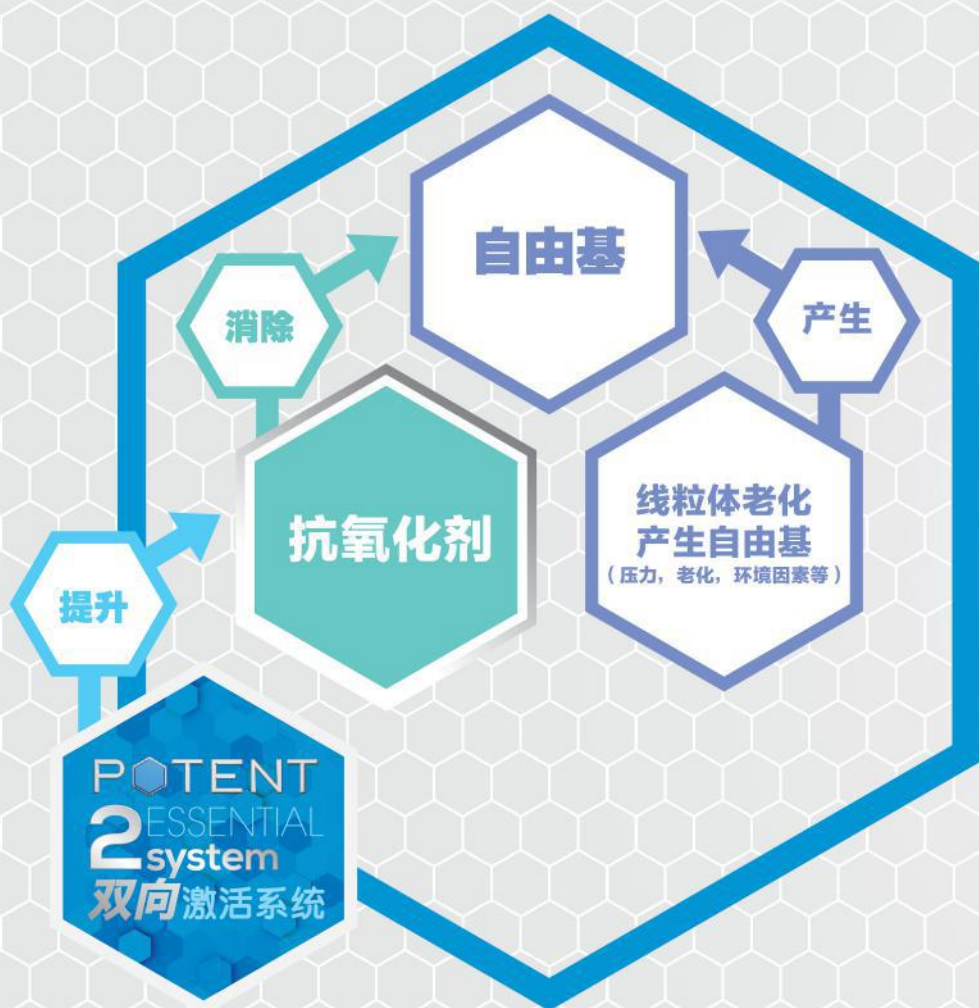 自由基
消除
产生
抗氧化剂
线粒体老化
产生自由基
（压力，老化，环境因素等）
提升
POTENT
2 ESSENTIAL
system
双向激活系统